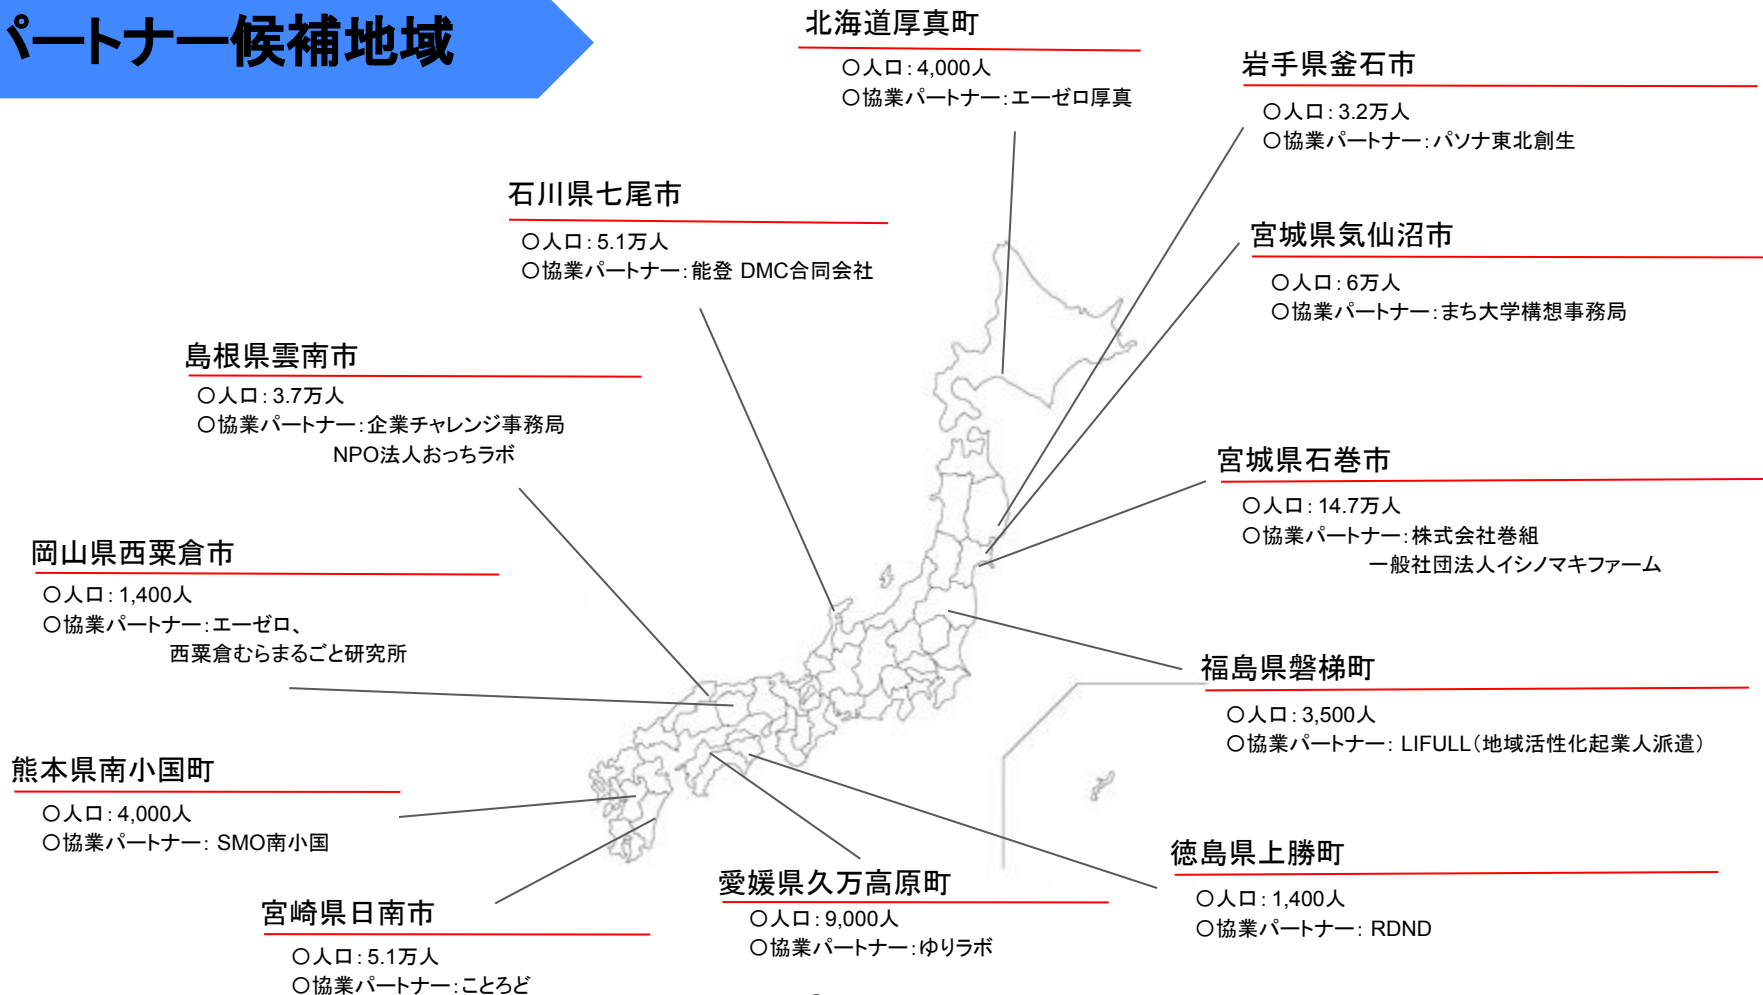 パートナー候補地域
北海道厚真町
○人口：4,000人
○協業パートナー：エーゼロ厚真
岩手県釜石市
○人口：3.2万人
○協業パートナー：パソナ東北創生
石川県七尾市
○人口：5.1万人
○協業パートナー：能登 DMC合同会社
宮城県気仙沼市
○人口：6万人
○協業パートナー：まち大学構想事務局
島根県雲南市
○人口：3.7万人
○協業パートナー：企業チャレンジ事務局
NPO法人おっちラボ
宮城県石巻市
○人口：14.7万人
○協業パートナー：株式会社巻組
一般社団法人イシノマキファーム
岡山県西粟倉市
○人口：1,400人
○協業パートナー：エーゼロ、
西粟倉むらまるごと研究所
福島県磐梯町
○人口：3,500人
○協業パートナー： LIFULL（地域活性化起業人派遣）
熊本県南小国町
○人口：4,000人
○協業パートナー： SMO南小国
徳島県上勝町
○人口：1,400人
○協業パートナー： RDND
愛媛県久万高原町
○人口：9,000人
○協業パートナー：ゆりラボ
宮崎県日南市
○人口：5.1万人
○協業パートナー：ことろど